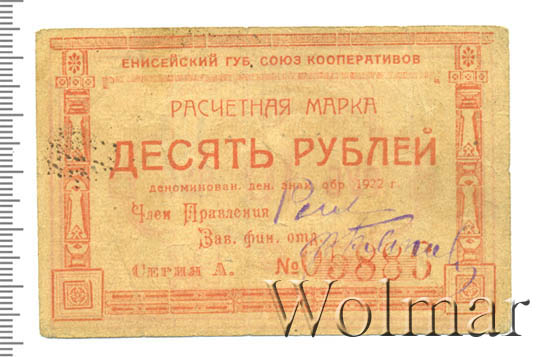 ЕНИСЕЙСКИЙ ГУБ. СОЮЗ КООПЕРАТИВОВ
РАСЧЕТНАЯ МАРКА
ДЕСЯТЬ РУБЛЕЙ
деноминован. ден. знак. обр. 1922 г.
Член Правления
Зав. фин. отд.
Серия А. №
Wolmar